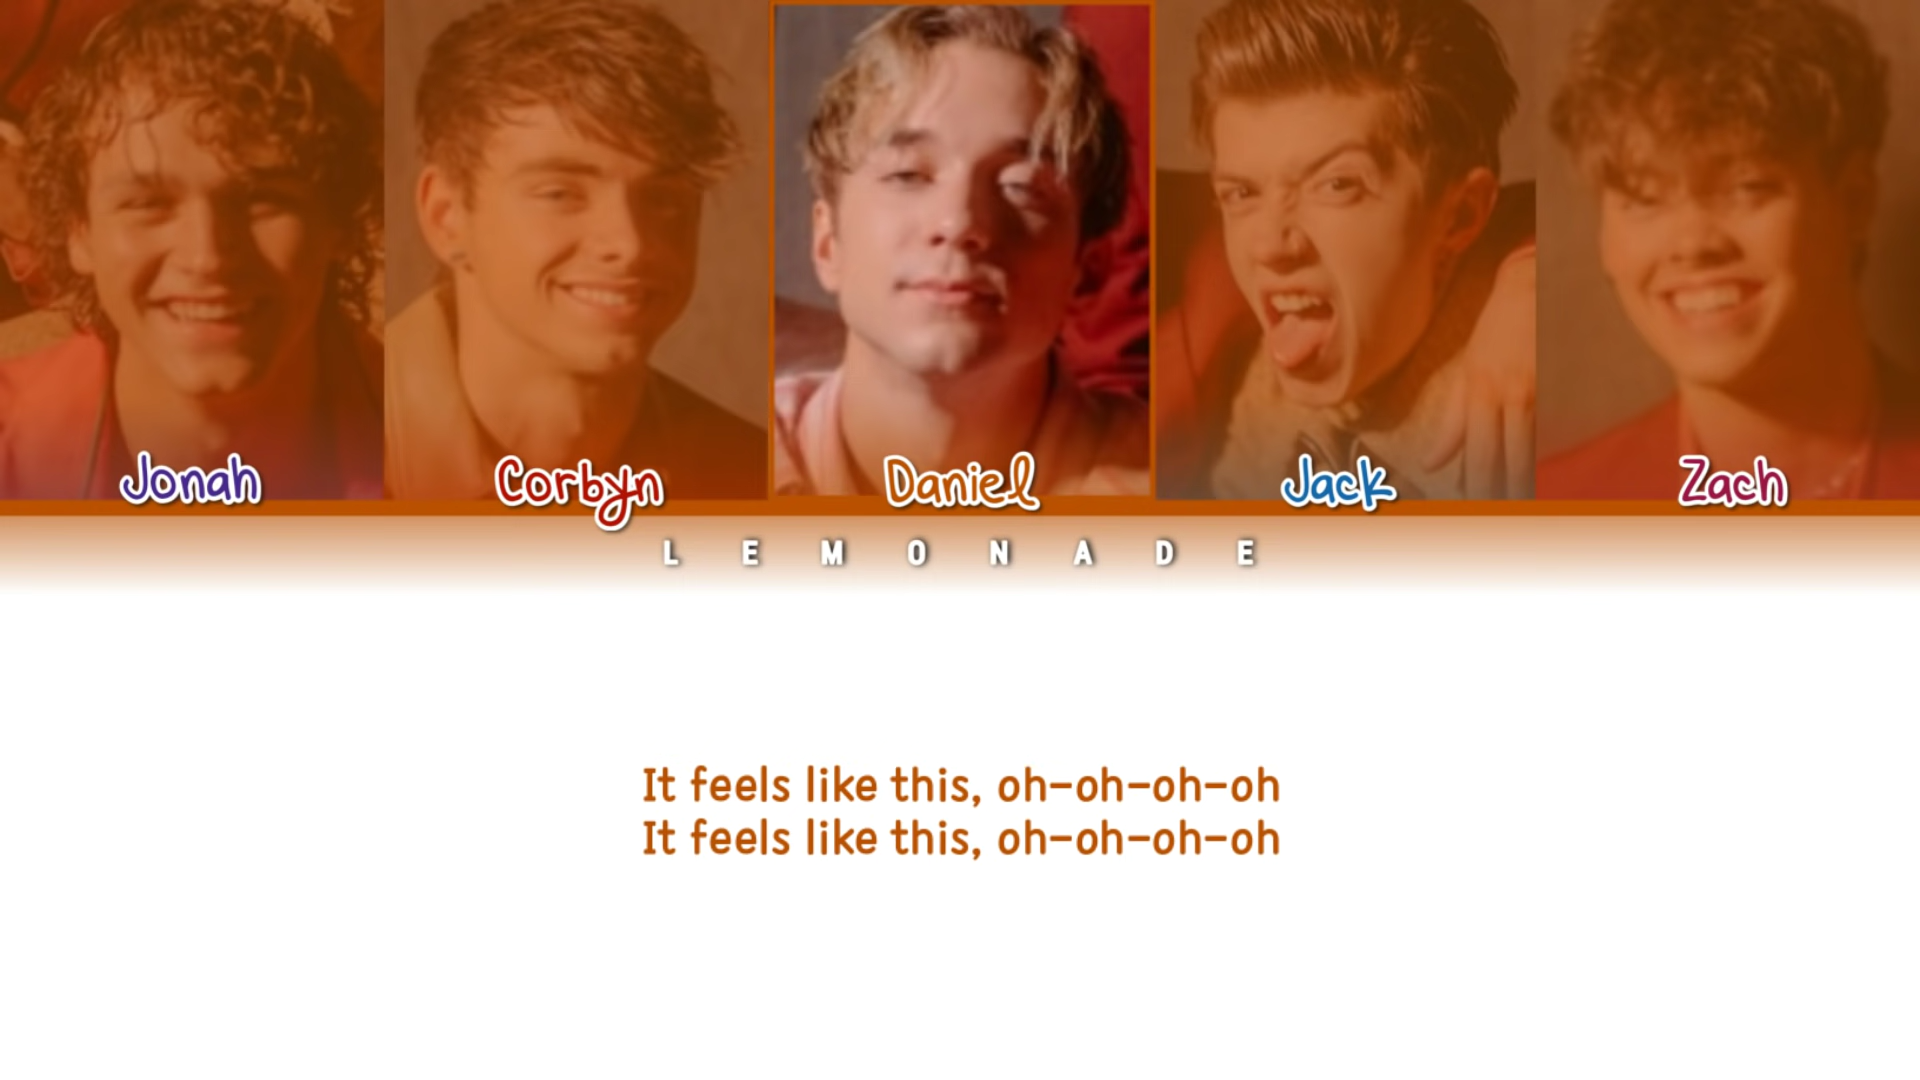 Jonah Corbyn Daniel Jack Zach
LEMONADE
It feels like this, oh-oh-oh-oh
It feels like this, oh-oh-oh-oh